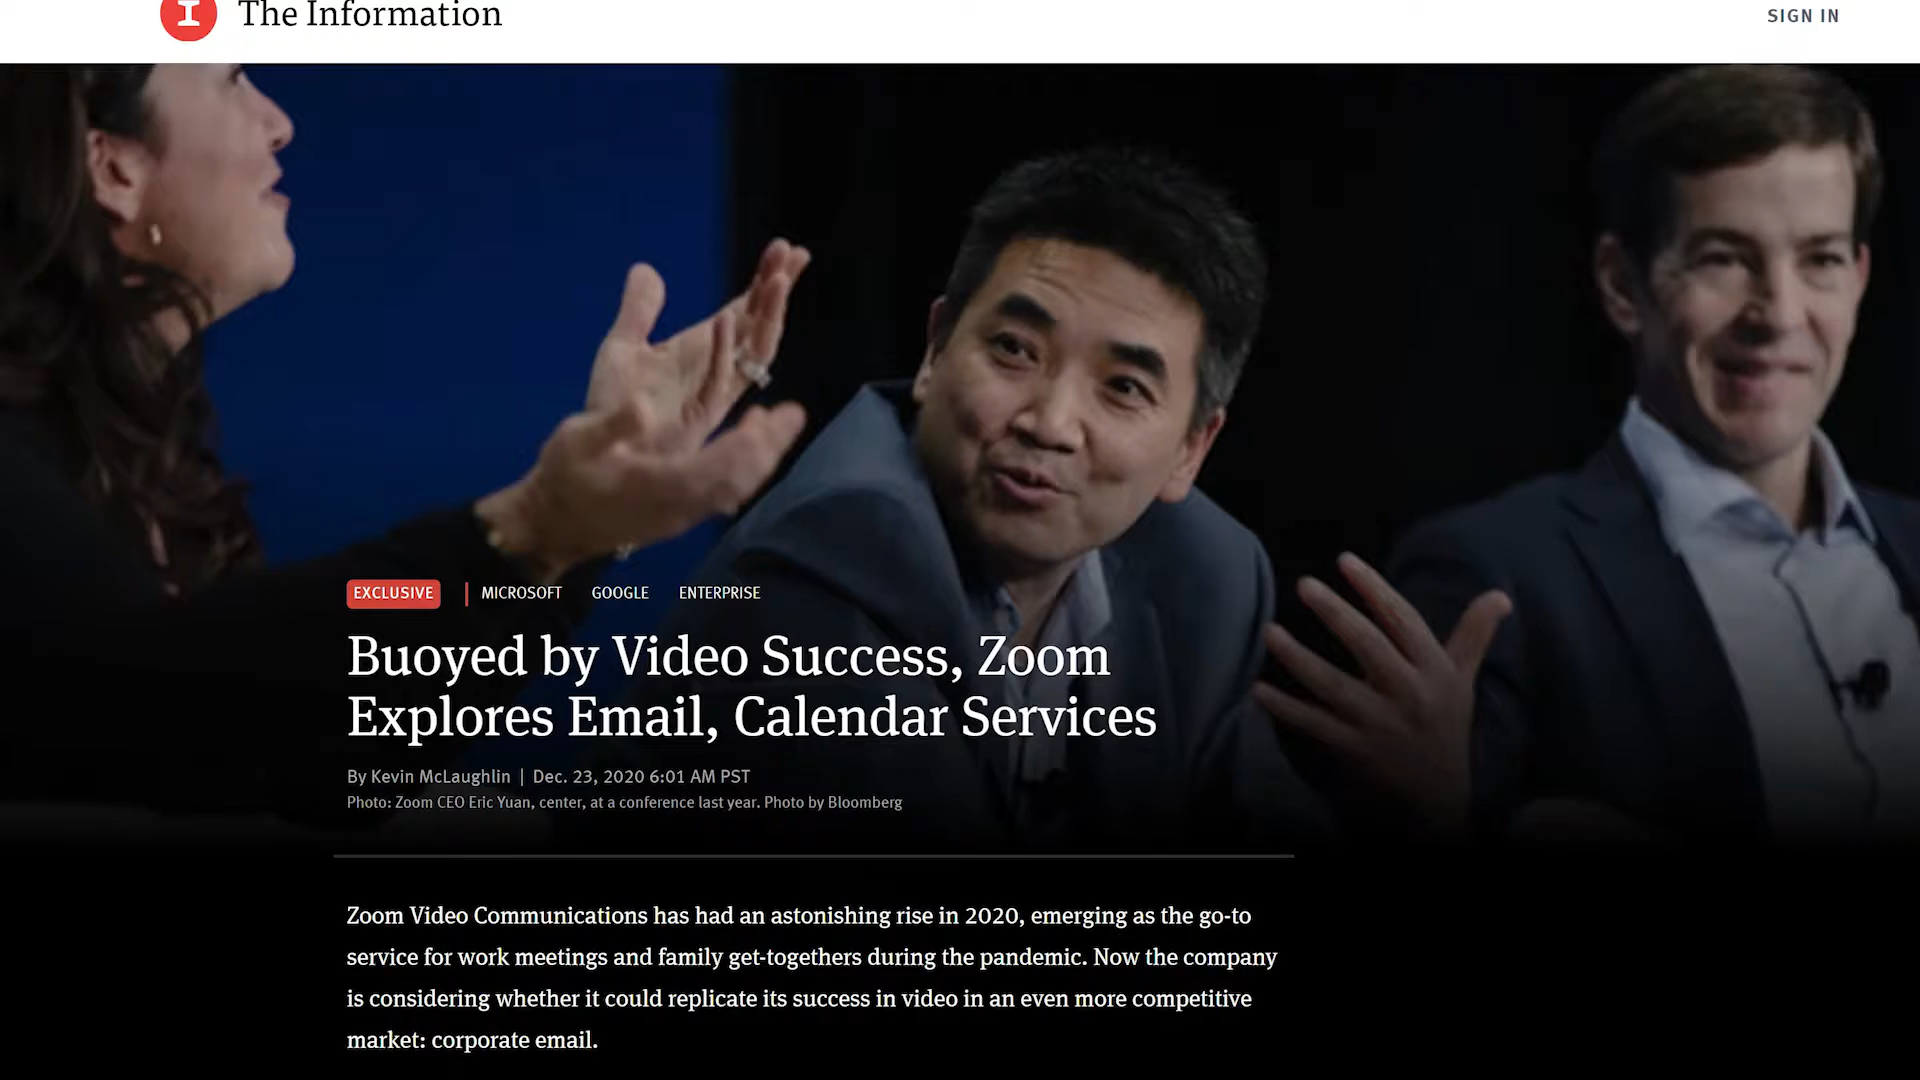 I The Information
SIGN IN
EXCLUSIVE | MICROSOFT GOOGLE ENTERPRISE
Buoyed by Video Success, Zoom
Explores Email, Calendar Services
By Kevin McLaughlin | Dec. 23, 2020 6:01 AM PST
Photo: Zoom CEO Eric Yuan, center, at a conference last year. Photo by Bloomberg
Zoom Video Communications has had an astonishing rise in 2020, emerging as the go-to
service for work meetings and family get-togethers during the pandemic. Now the company
is considering whether it could replicate its success in video in an even more competitive
market: corporate email.